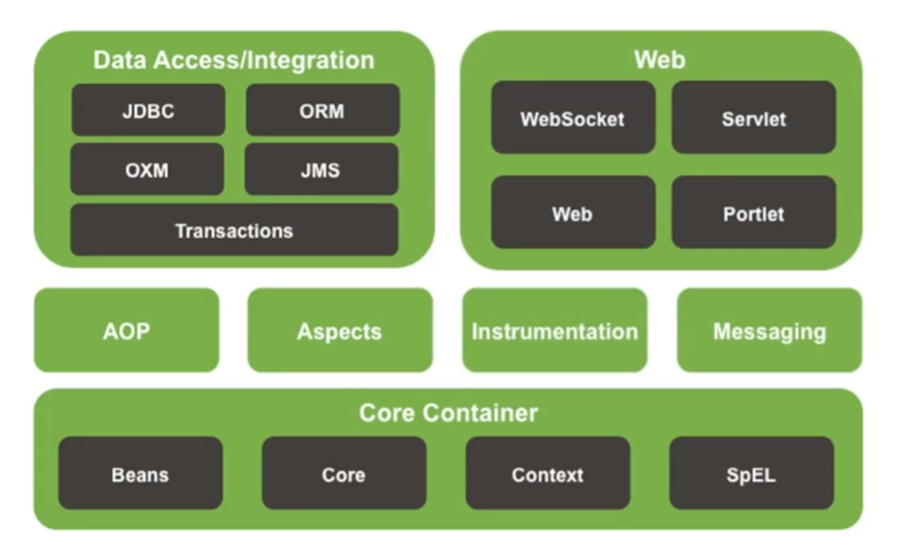 Data Access/Integration
JDBC
ORM
OXM
JMS
Transactions
Web
WebSocket
Servlet
Web
Portlet
AOP
Aspects
Instrumentation
Messaging
Core Container
Beans
Core
Context
SpEL